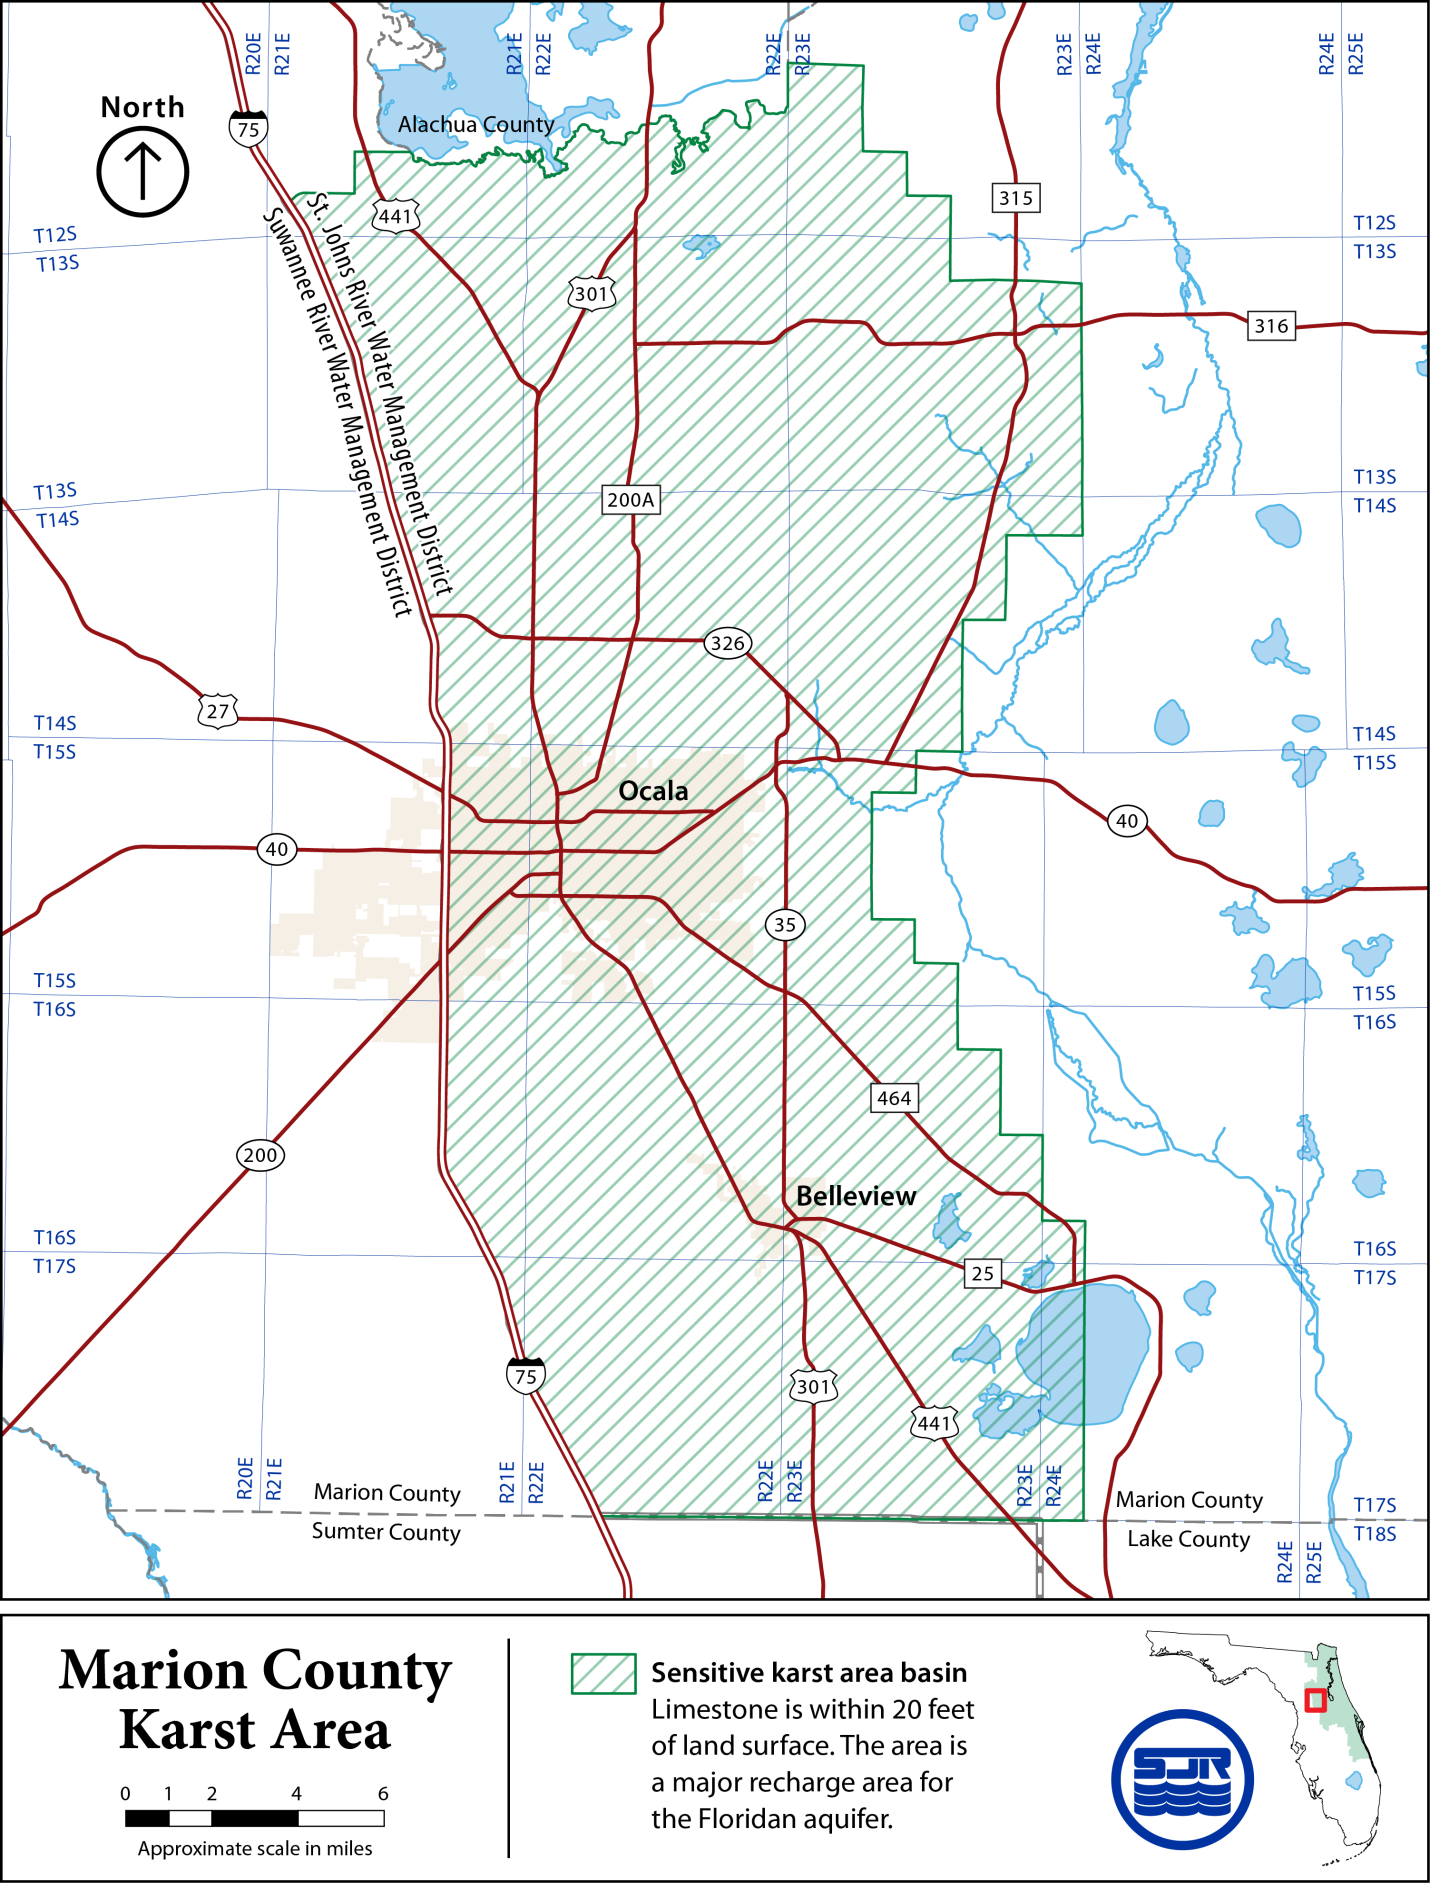 R20E
R21E
R21E
R22E
R22E
R23E
R23E
R24E
R24E
R25E
North
75
Alachua County
441
315
St. Johns River Water Management District
Suwannee River Water Management District
T12S
T13S
T12S
T13S
301
316
T13S
T14S
200A
T13S
T14S
326
27
T14S
T15S
T14S
T15S
Ocala
40
40
35
T15S
T16S
T15S
T16S
464
200
Belleview
T16S
T17S
25
T16S
T17S
75
301
441
R20E
R21E
R21E
R22E
R22E
R23E
R23E
R24E
Marion County
Sumter County
Marion County
Lake County
T17S
T18S
R24E
R25E
Marion County
Karst Area
0 1 2 4 6
Approximate scale in miles
Sensitive karst area basin
Limestone is within 20 feet
of land surface. The area is
a major recharge area for
the Floridan aquifer.
SJR